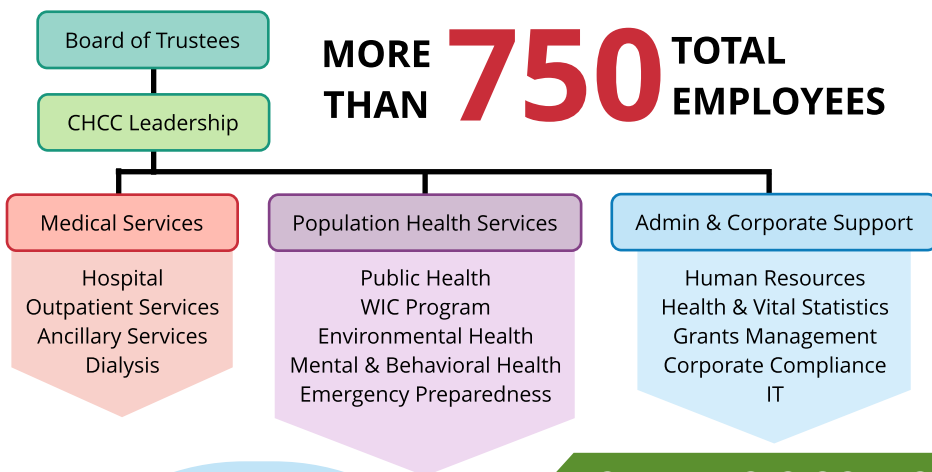 Board of Trustees
CHCC Leadership
MORE THAN 750 TOTAL EMPLOYEES
Medical Services
Hospital
Outpatient Services
Ancillary Services
Dialysis
Population Health Services
Public Health
WIC Program
Environmental Health
Mental & Behavioral Health
Emergency Preparedness
Admin & Corporate Support
Human Resources
Health & Vital Statistics
Grants Management
Corporate Compliance
IT